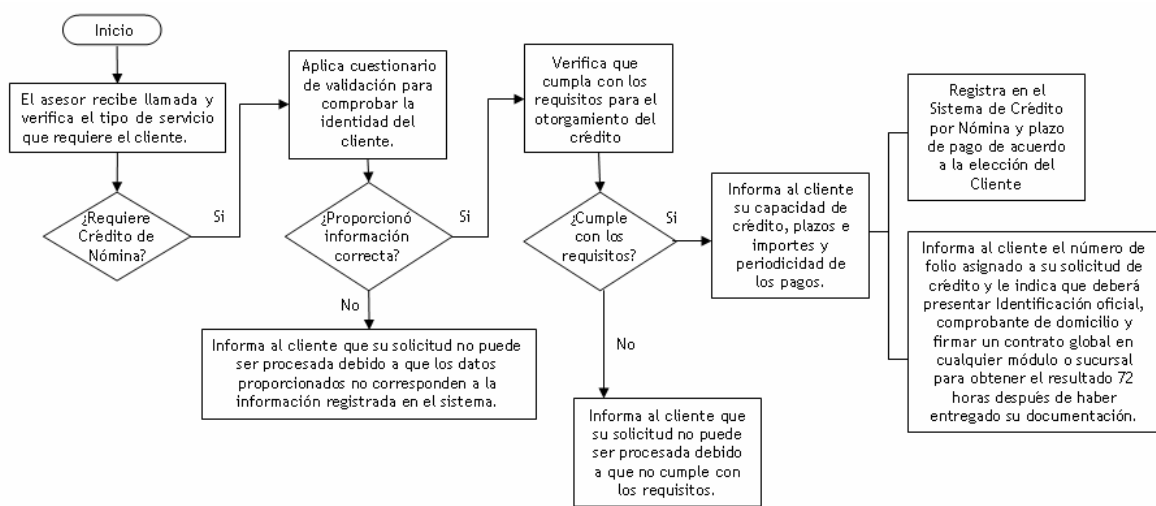 Inicio
El asesor recibe llamada y
verifica el tipo de servicio
que requiere el cliente.
¿Requiere
Crédito de
Nómina?
Si
Aplica cuestionario
de validación para
comprobar la
identidad del
cliente.
¿Proporcionó
información
correcta?
Si
No
Informa al cliente que su solicitud no puede
ser procesada debido a que los datos
proporcionados no corresponden a la
información registrada en el sistema.
Verifica que
cumpla con los
requisitos para el
otorgamiento del
crédito
¿Cumple
con los
requisitos?
Si
No
Informa al cliente que
su solicitud no puede
ser procesada debido
a que no cumple con
los requisitos.
Informa al cliente
su capacidad de
crédito, plazos e
importes y
periodicidad de
los pagos.
Registra en el
Sistema de Crédito
por Nómina y plazo
de pago de acuerdo
a la elección del
Cliente
Informa al cliente el número de
folio asignado a su solicitud de
crédito y le indica que deberá
presentar Identificación oficial,
comprobante de domicilio y
firmar un contrato global en
cualquier módulo o sucursal
para obtener el resultado 72
horas después de haber
entregado su documentación.